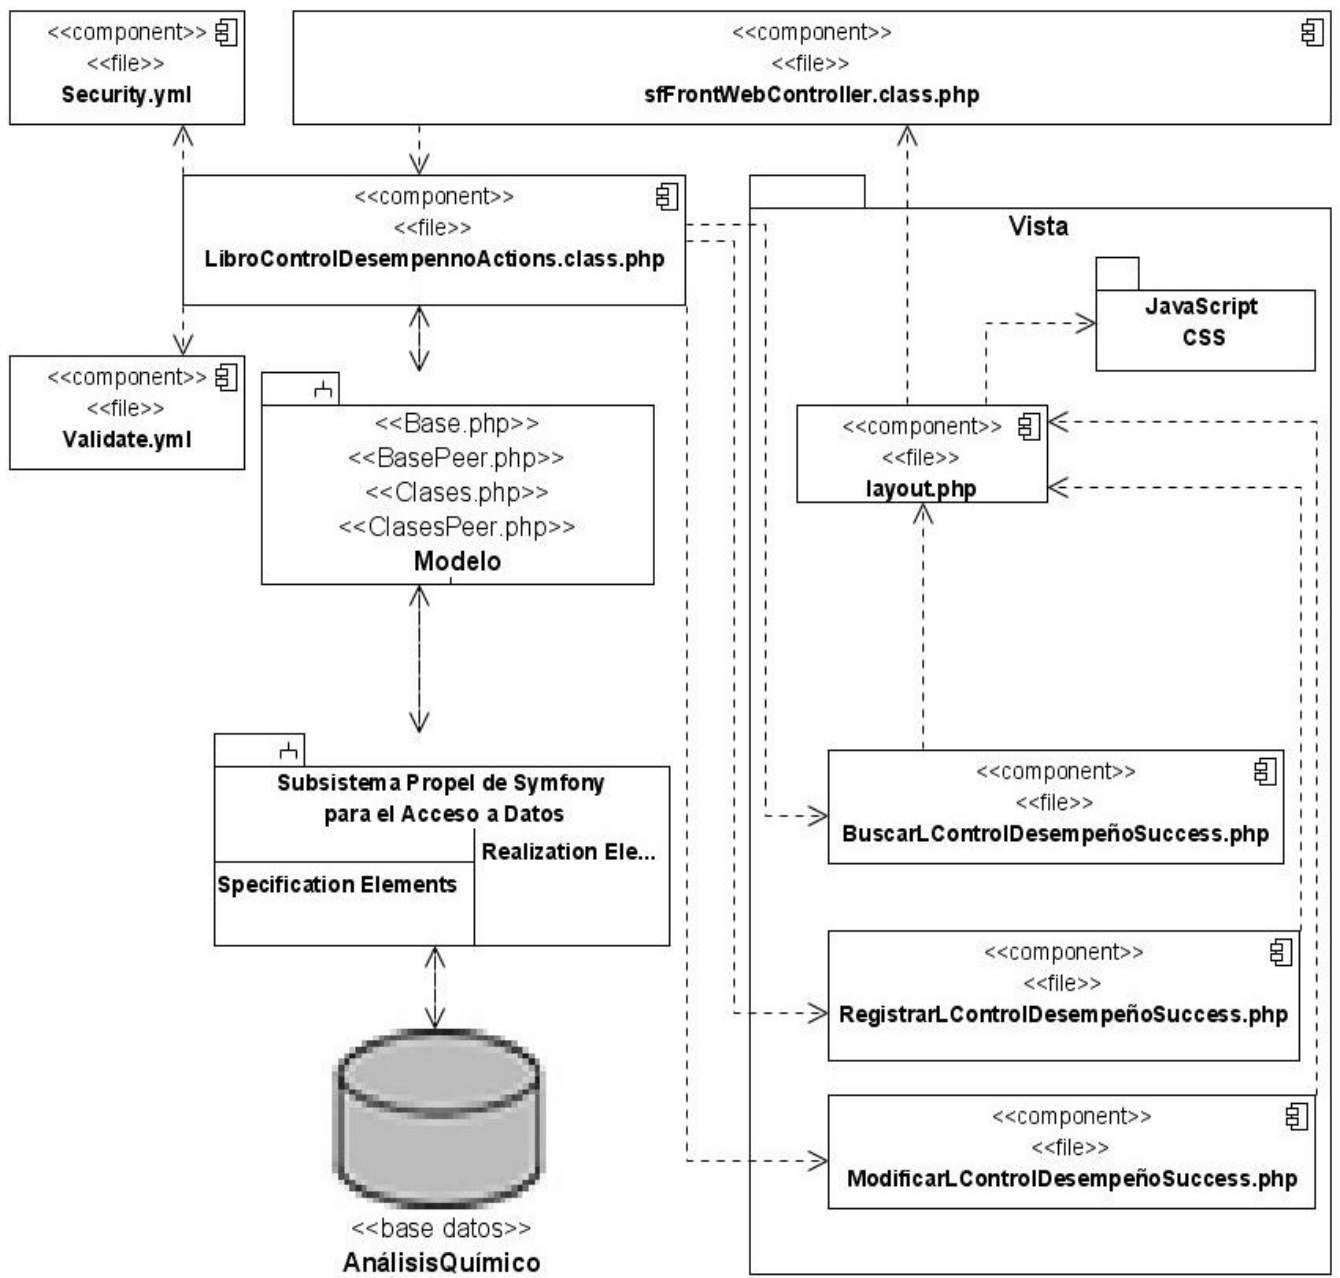 <<component>>
<<file>>
Security.yml
<<component>>
<<file>>
sfFrontWebController.class.php
<<component>>
<<file>>
LibroControlDesempennoActions.class.php
Vista
JavaScript
CSS
<<component>>
<<file>>
Validate.yml
<<Base.php>>
<<BasePeer.php>>
<<Clases.php>>
<<ClasesPeer.php>>
Modelo
<<component>>
<<file>>
layout.php
Subsistema Propel de Symfony
para el Acceso a Datos
Realization Ele...
Specification Elements
<<component>>
<<file>>
BuscarLControlDesempeñoSuccess.php
<<component>>
<<file>>
RegistrarLControlDesempeñoSuccess.php
<<component>>
<<file>>
ModificarLControlDesempeñoSuccess.php
<<base datos>>
AnálisisQuímico